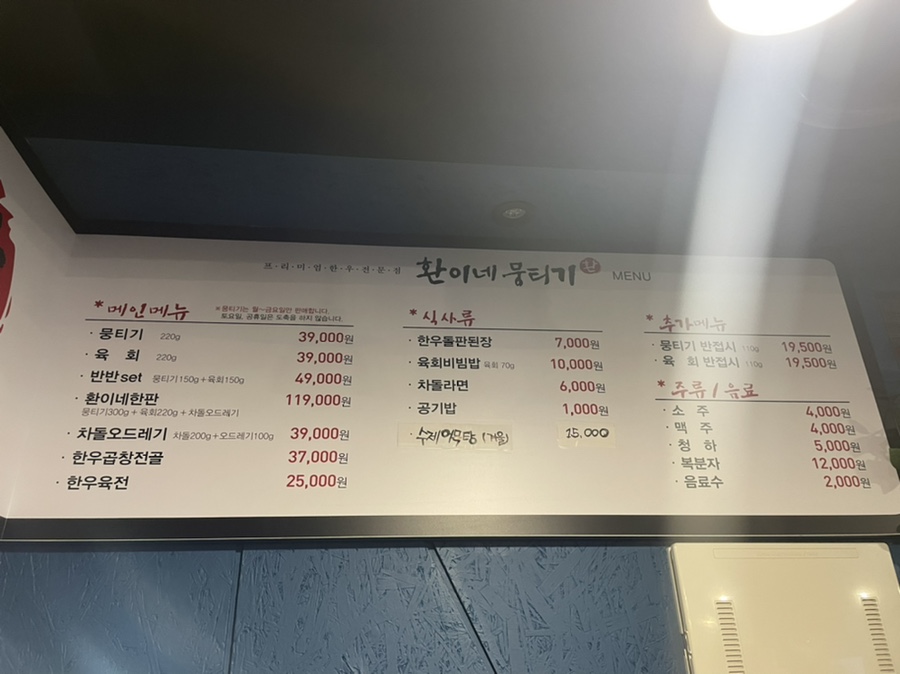 프·리·미·엄·한·우·전·문·점 환이네 뭉티기 MENU
* 메인메뉴
※뭉티기는 월~금요일만 판매합니다.
토요일, 공휴일은 도축을 하지 않습니다.
· 뭉티기 220g 39,000원
· 육 회 220g 39,000원
· 반반set 뭉티기150g+육회150g 49,000원
· 환이네한판 119,000원
뭉티기300g + 육회220g + 차돌오드레기
· 차돌오드레기 차돌200g+오드레기100g 39,000원
· 한우곱창전골 37,000원
· 한우육전 25,000원
* 식사류
· 한우돌판된장 7,000원
· 육회비빔밥 육회 70g 10,000원
· 차돌라면 6,000원
· 공기밥 1,000원
· 수제어묵탕 (겨울) 25,000
* 추가메뉴
· 뭉티기 반접시 110g 19,500원
· 육 회 반접시 110g 19,500원
* 주류 / 음료
· 소 주 4,000원
· 맥 주 4,000원
· 청 하 5,000원
· 복분자 12,000원
· 음료수 2,000원